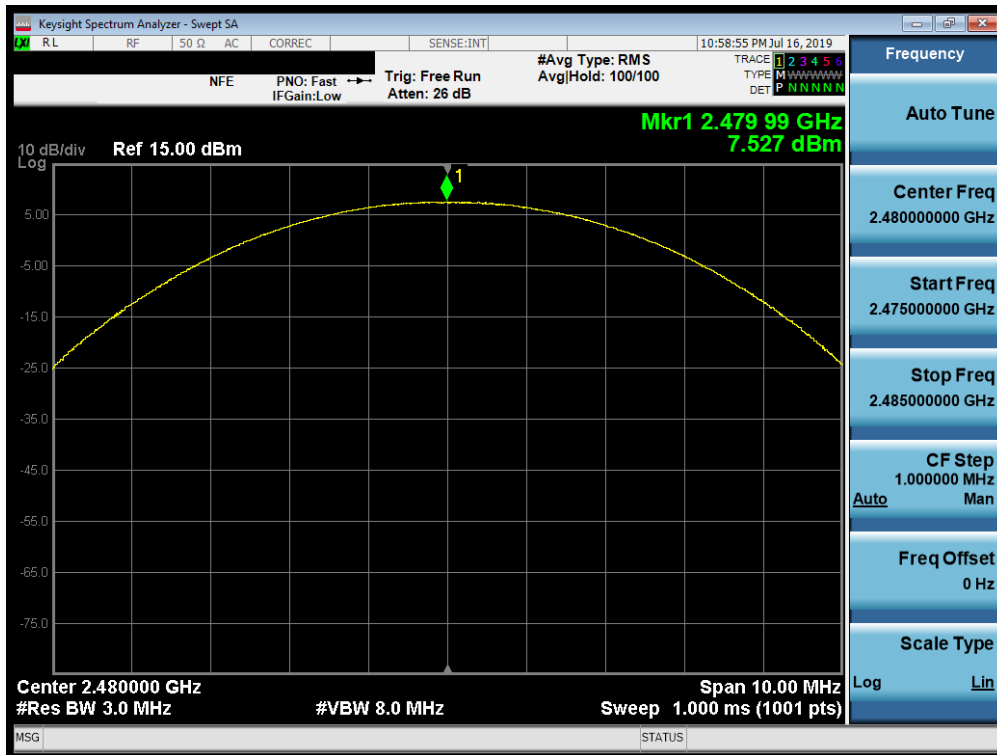 Keysight Spectrum Analyzer - Swept SA
LXI RL RF 50 Ω AC CORREC SENSE:INT 10:58:55 PM Jul 16, 2019
NFE PNO: Fast Trig: Free Run #Avg Type: RMS TRACE 1 2 3 4 5 6
IFGain:Low Atten: 26 dB Avg|Hold: 100/100 TYPE M W W W W W
DET P N N N N N
Mkr1 2.479 99 GHz
7.527 dBm
10 dB/div Ref 15.00 dBm
Log
1
5.00
-5.00
-15.0
-25.0
-35.0
-45.0
-55.0
-65.0
-75.0
Center 2.480000 GHz Span 10.00 MHz
#Res BW 3.0 MHz #VBW 8.0 MHz Sweep 1.000 ms (1001 pts)
MSG STATUS
Frequency
Auto Tune
Center Freq
2.480000000 GHz
Start Freq
2.475000000 GHz
Stop Freq
2.485000000 GHz
CF Step
1.000000 MHz
Auto Man
Freq Offset
0 Hz
Scale Type
Log Lin